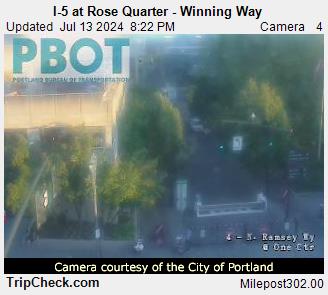 I-5 at Rose Quarter - Winning Way
Updated Jul 13 2024 8:22 PM Camera 4
PBOT
PORTLAND BUREAU OF TRANSPORTATION
4 - N. Ramsey Wy
@ One Ctr
Camera courtesy of the City of Portland
TripCheck.com Milepost302.00